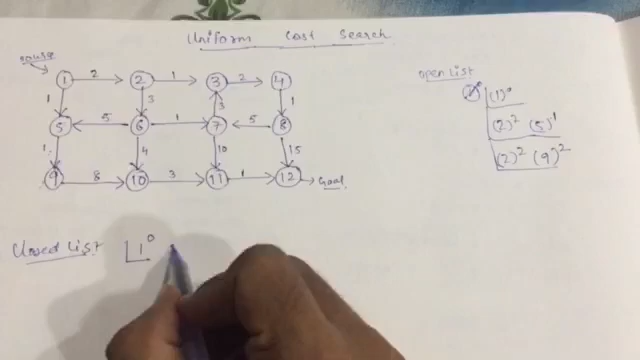 Uniform Cost Search
source
1 2 2 1 3 2 4
1 3 3 1
5 5 6 1 7 5 8
1 4 10 15
9 8 10 3 11 1 12 Goal
open List
(1)⁰
(2)² (5)¹
(2)² (9)²
Closed List 1⁰